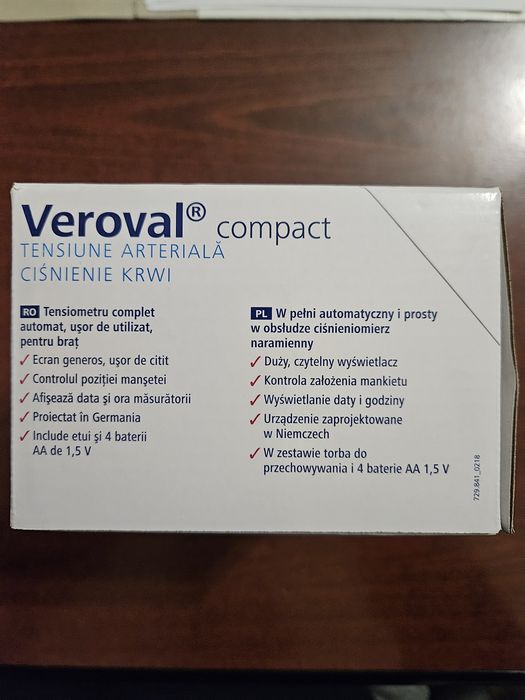 Veroval® compact
TENSIUNE ARTERIALĂ
CIŚNIENIE KRWI
RO Tensiometru complet
automat, ușor de utilizat,
pentru braț
✓ Ecran generos, ușor de citit
✓ Controlul poziției manșetei
✓ Afișează data și ora măsurătorii
✓ Proiectat în Germania
✓ Include etui și 4 baterii
AA de 1,5 V
PL W pełni automatyczny i prosty
w obsłudze ciśnieniomierz
naramienny
✓ Duży, czytelny wyświetlacz
✓ Kontrola założenia mankietu
✓ Wyświetlanie daty i godziny
✓ Urządzenie zaprojektowane
w Niemczech
✓ W zestawie torba do
przechowywania i 4 baterie AA 1,5 V
729.841_0218